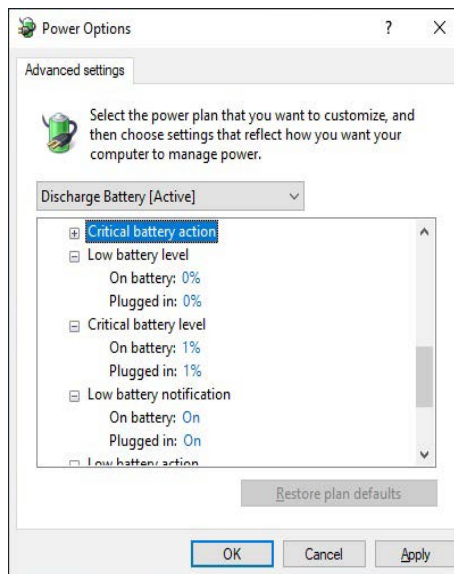 Power Options
Advanced settings
Select the power plan that you want to customize, and
then choose settings that reflect how you want your
computer to manage power.
Discharge Battery [Active]
Critical battery action
Low battery level
On battery: 0%
Plugged in: 0%
Critical battery level
On battery: 1%
Plugged in: 1%
Low battery notification
On battery: On
Plugged in: On
Low battery action
Restore plan defaults
OK
Cancel
Apply